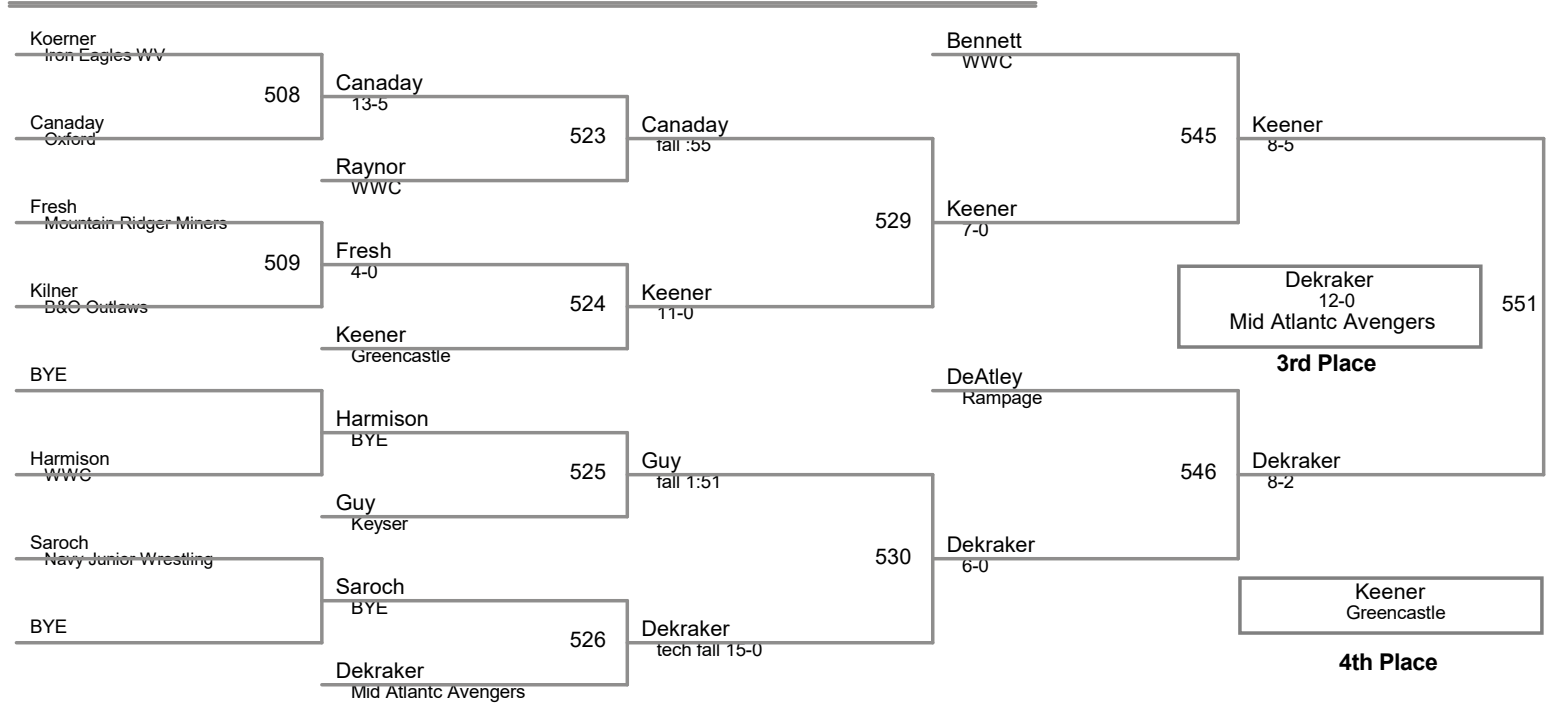 Koerner
Iron Eagles WV
508
Canaday
Oxford
Fresh
Mountain Ridger Miners
509
Kilner
B&O Outlaws
BYE
Harmison
WWC
Saroch
Navy Junior Wrestling
BYE
Canaday
13-5
523
Raynor
WWC
Fresh
4-0
524
Keener
Greencastle
Harmison
BYE
525
Guy
Keyser
Saroch
BYE
526
Dekraker
Mid Atlantc Avengers
Canaday
fall :55
529
Keener
11-0
Guy
fall 1:51
530
Dekraker
tech fall 15-0
Bennett
WWC
545
Keener
7-0
DeAtley
Rampage
546
Dekraker
6-0
Keener
8-5
Dekraker
12-0
Mid Atlantc Avengers
551
3rd Place
Dekraker
8-2
Keener
Greencastle
4th Place